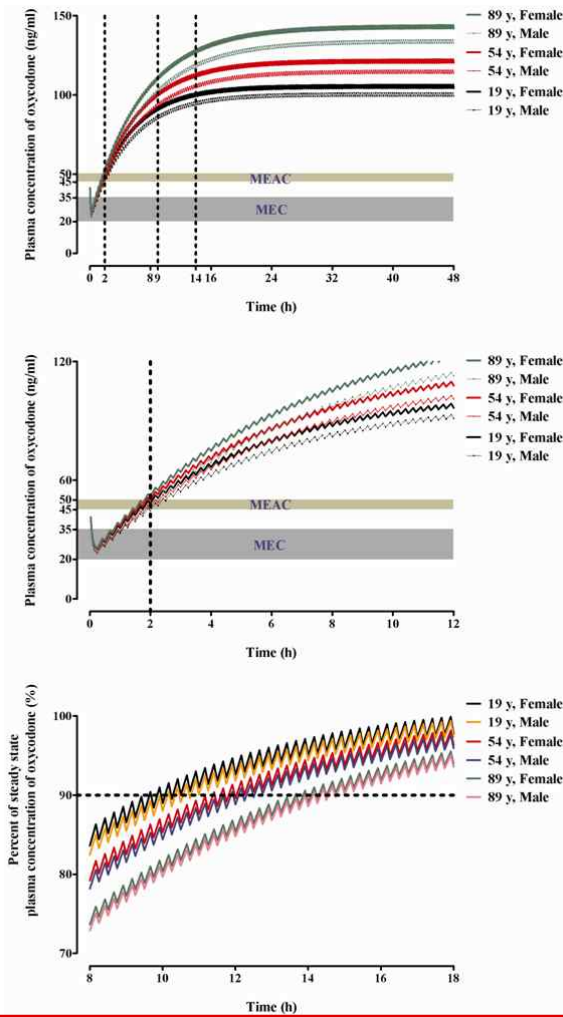 Plasma concentration of oxycodone (ng/ml)
150
100
50
45
35
20
0
MEAC
MEC
0 2 8 9 14 16 24 32 40 48
Time (h)
89 y, Female
89 y, Male
54 y, Female
54 y, Male
19 y, Female
19 y, Male
Plasma concentration of oxycodone (ng/ml)
120
60
50
45
35
20
0
MEAC
MEC
0 2 4 6 8 10 12
Time (h)
89 y, Female
89 y, Male
54 y, Female
54 y, Male
19 y, Female
19 y, Male
Percent of steady state
plasma concentration of oxycodone (%)
100
90
80
70
8 10 12 14 16 18
Time (h)
19 y, Female
19 y, Male
54 y, Female
54 y, Male
89 y, Female
89 y, Male